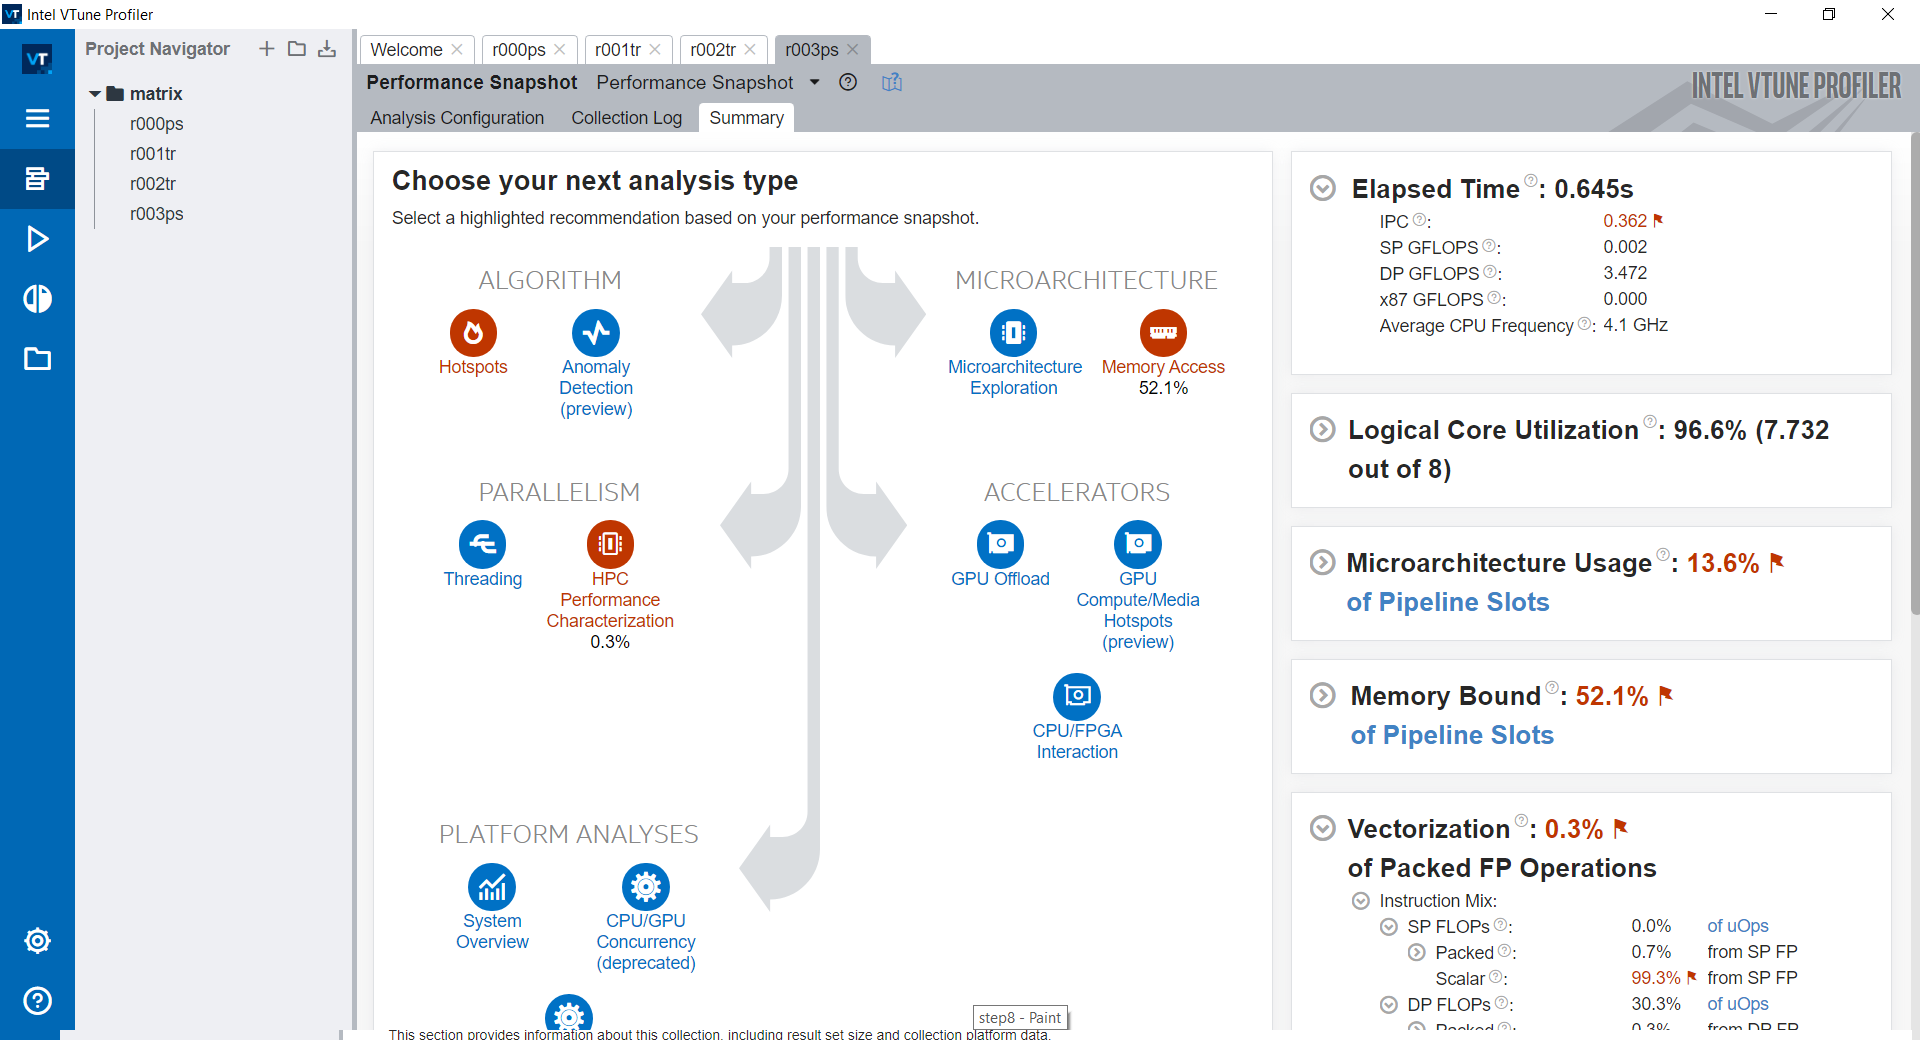 Intel VTune Profiler
VT
Project Navigator
matrix
r000ps
r001tr
r002tr
r003ps
Welcome
r000ps
r001tr
r002tr
r003ps
Performance Snapshot Performance Snapshot
INTEL VTUNE PROFILER
Analysis Configuration
Collection Log
Summary
Choose your next analysis type
Select a highlighted recommendation based on your performance snapshot.
ALGORITHM
Hotspots
Anomaly
Detection
(preview)
MICROARCHITECTURE
Microarchitecture
Exploration
Memory Access
52.1%
PARALLELISM
Threading
HPC
Performance
Characterization
0.3%
ACCELERATORS
GPU Offload
GPU
Compute/Media
Hotspots
(preview)
CPU/FPGA
Interaction
PLATFORM ANALYSES
System
Overview
CPU/GPU
Concurrency
(deprecated)
step8 - Paint
This section provides information about this collection, including result set size and collection platform data.
Elapsed Time: 0.645s
IPC: 0.362
SP GFLOPS: 0.002
DP GFLOPS: 3.472
x87 GFLOPS: 0.000
Average CPU Frequency: 4.1 GHz
Logical Core Utilization: 96.6% (7.732
out of 8)
Microarchitecture Usage: 13.6%
of Pipeline Slots
Memory Bound: 52.1%
of Pipeline Slots
Vectorization: 0.3%
of Packed FP Operations
Instruction Mix:
SP FLOPs: 0.0% of uOps
Packed: 0.7% from SP FP
Scalar: 99.3% from SP FP
DP FLOPs: 30.3% of uOps
Packed: 0.3% from DP FP